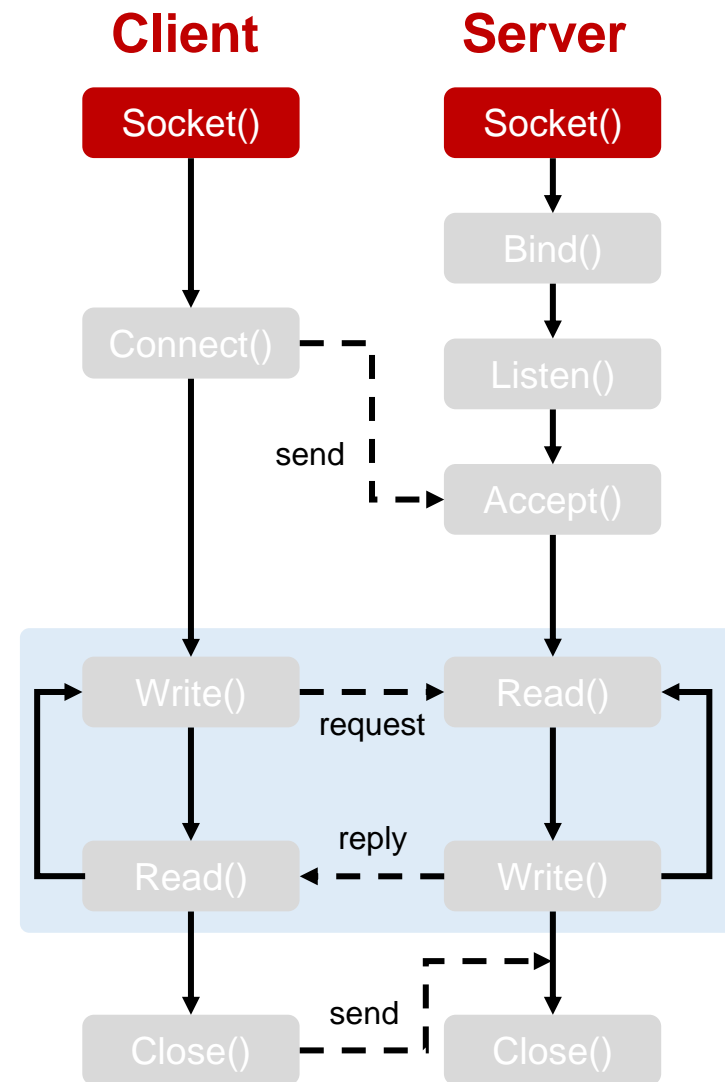 Client Server
Socket() Socket()
Bind()
Connect()
Listen()
send
Accept()
Write() Read()
request
reply
Read() Write()
send
Close() Close()